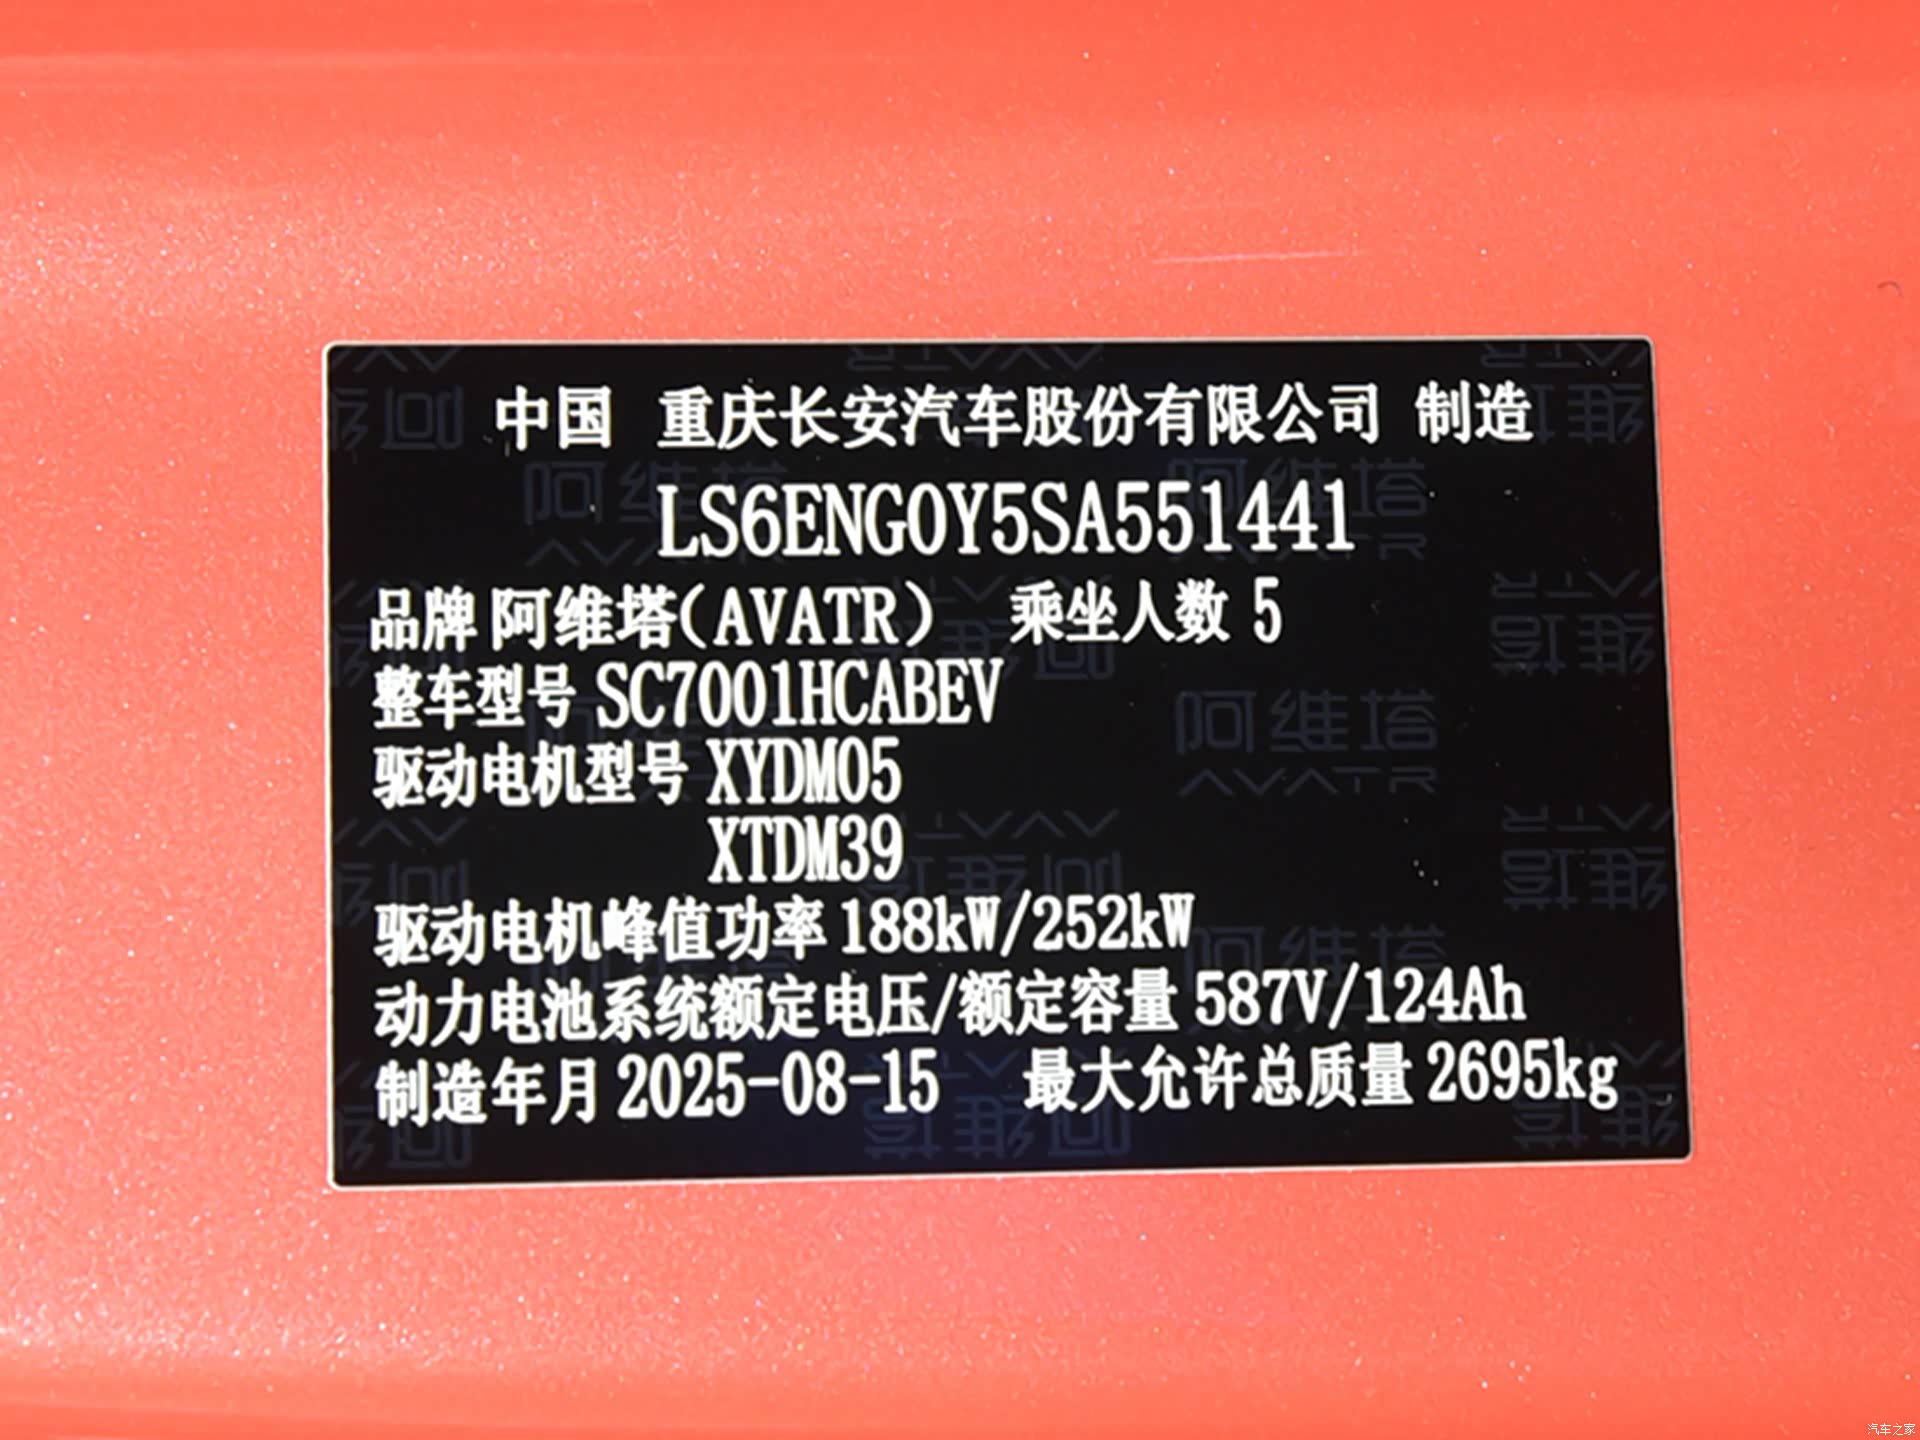 中国 重庆长安汽车股份有限公司 制造
LS6ENG0Y5SA551441
品牌 阿维塔(AVATR) 乘坐人数 5
整车型号 SC7001HCABEV
驱动电机型号 XYDM05
XTDM39
驱动电机峰值功率 188kW/252kW
动力电池系统额定电压/额定容量 587V/124Ah
制造年月 2025-08-15 最大允许总质量 2695kg
汽车之家